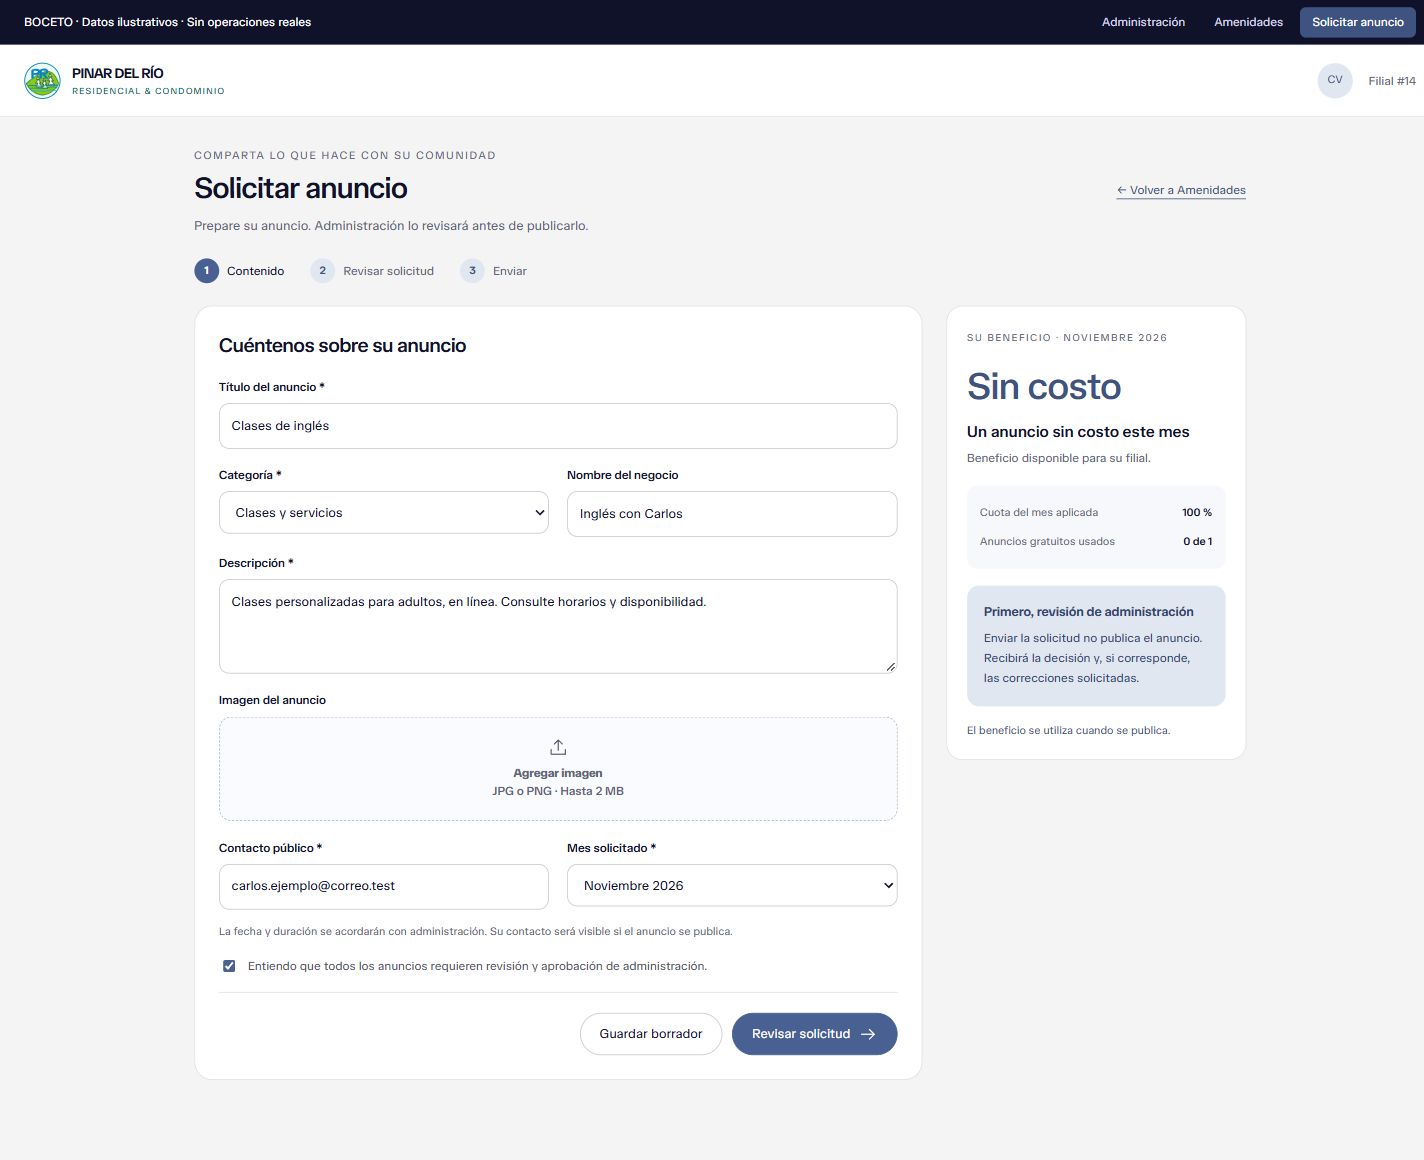 BOCETO · Datos ilustrativos · Sin operaciones reales
Administración
Amenidades
Solicitar anuncio
PR
PINAR DEL RÍO
RESIDENCIAL & CONDOMINIO
CV
Filial #14
COMPARTA LO QUE HACE CON SU COMUNIDAD
Solicitar anuncio
← Volver a Amenidades
Prepare su anuncio. Administración lo revisará antes de publicarlo.
1 Contenido
2 Revisar solicitud
3 Enviar
Cuéntenos sobre su anuncio
Título del anuncio *
Clases de inglés
Categoría *
Nombre del negocio
Clases y servicios
Inglés con Carlos
Descripción *
Clases personalizadas para adultos, en línea. Consulte horarios y disponibilidad.
Imagen del anuncio
Agregar imagen
JPG o PNG · Hasta 2 MB
Contacto público *
Mes solicitado *
carlos.ejemplo@correo.test
Noviembre 2026
La fecha y duración se acordarán con administración. Su contacto será visible si el anuncio se publica.
Entiendo que todos los anuncios requieren revisión y aprobación de administración.
Guardar borrador
Revisar solicitud →
SU BENEFICIO · NOVIEMBRE 2026
Sin costo
Un anuncio sin costo este mes
Beneficio disponible para su filial.
Cuota del mes aplicada 100 %
Anuncios gratuitos usados 0 de 1
Primero, revisión de administración
Enviar la solicitud no publica el anuncio.
Recibirá la decisión y, si corresponde,
las correcciones solicitadas.
El beneficio se utiliza cuando se publica.